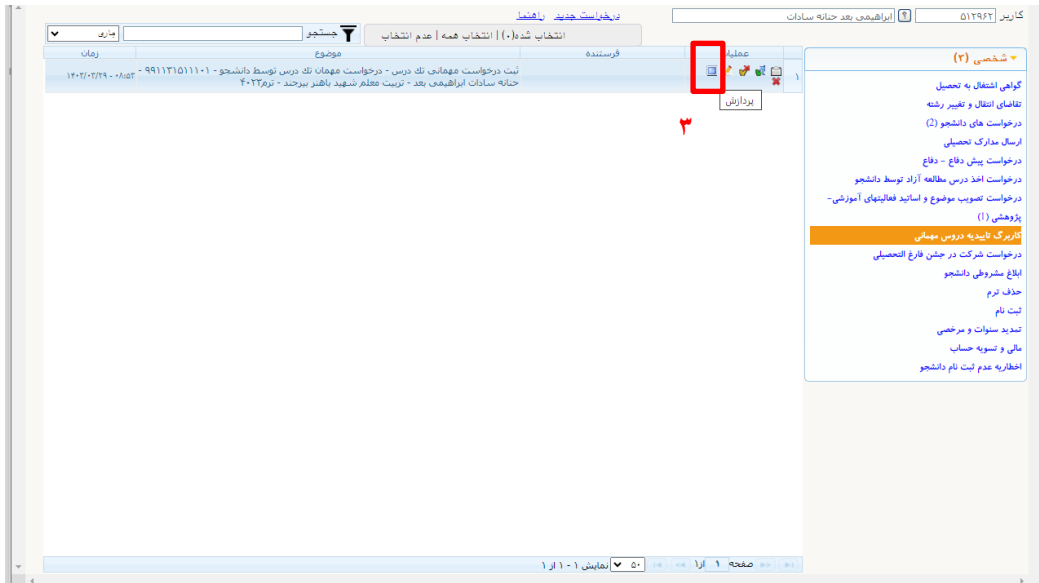 کاربر ۵۱۲۹۶۲ ? ابراهیمی بعد حنانه سادات
درخواست جدید راهنما
انتخاب شده(۰) | انتخاب همه | عدم انتخاب
جستجو جاری
عملیات فرستنده موضوع زمان
۱ ثبت درخواست مهمانی تك درس - درخواست مهمان تك درس توسط دانشجو - ۹۹۱۱۳۱۵۱۱۱۰۱ - ۱۴۰۳/۰۳/۲۹ - ۰۸:۵۳
حنانه سادات ابراهیمی بعد - تربیت معلم شهید باهنر بیرجند - ترم۴۰۲۳
پردازش
۳
شخصی (۳)
گواهی اشتغال به تحصیل
تقاضای انتقال و تغییر رشته
درخواست های دانشجو (2)
ارسال مدارک تحصیلی
درخواست پیش دفاع - دفاع
درخواست اخذ درس مطالعه آزاد توسط دانشجو
درخواست تصویب موضوع و اساتید فعالیتهای آموزشی-
پژوهشی (1)
کاربرگ تاییدیه دروس مهمانی
درخواست شرکت در جشن فارغ التحصیلی
ابلاغ مشروطی دانشجو
حذف ترم
ثبت نام
تمدید سنوات و مرخصی
مالی و تسویه حساب
اخطاریه عدم ثبت نام دانشجو
صفحه ۱ از۱ ۵۰ نمایش ۱ - ۱ از ۱